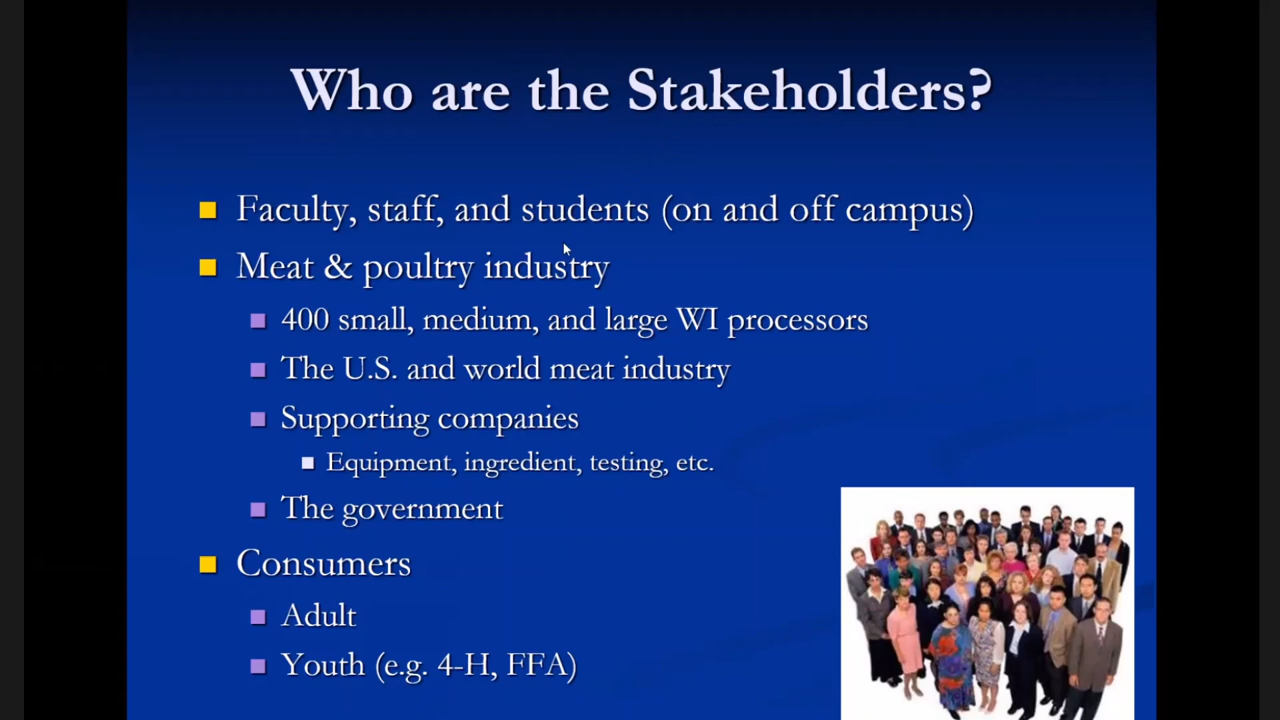 Who are the Stakeholders?
Faculty, staff, and students (on and off campus)
Meat & poultry industry
400 small, medium, and large WI processors
The U.S. and world meat industry
Supporting companies
Equipment, ingredient, testing, etc.
The government
Consumers
Adult
Youth (e.g. 4-H, FFA)